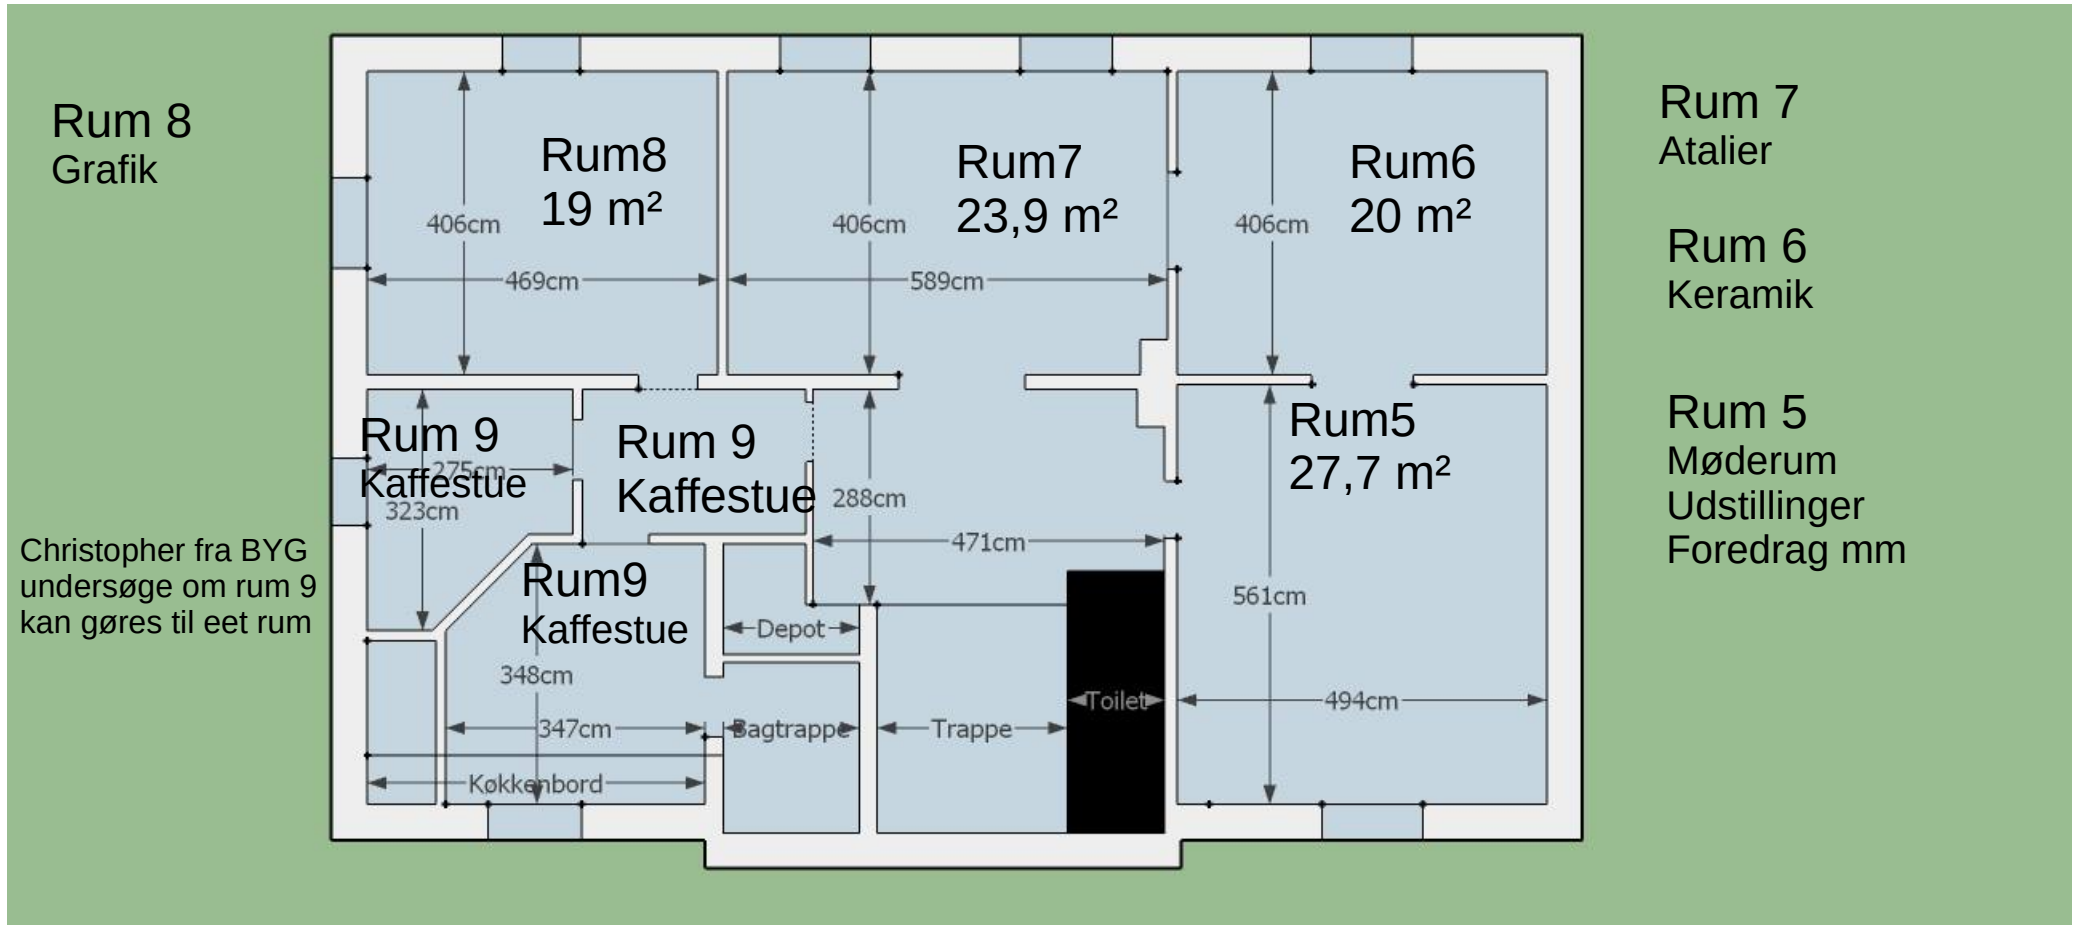 Rum 8
Grafik
Rum8
19 m²
406cm
469cm
Rum7
23,9 m²
406cm
589cm
Rum6
20 m²
406cm
Rum 7
Atalier
Rum 6
Keramik
Rum 5
Møderum
Udstillinger
Foredrag mm
Rum 9
Kaffestue
275cm
323cm
Rum 9
Kaffestue
288cm
471cm
Rum5
27,7 m²
561cm
494cm
Christopher fra BYG
undersøge om rum 9
kan gøres til eet rum
Rum9
Kaffestue
348cm
347cm
Køkkenbord
Depot
Bagtrappe
Trappe
Toilet